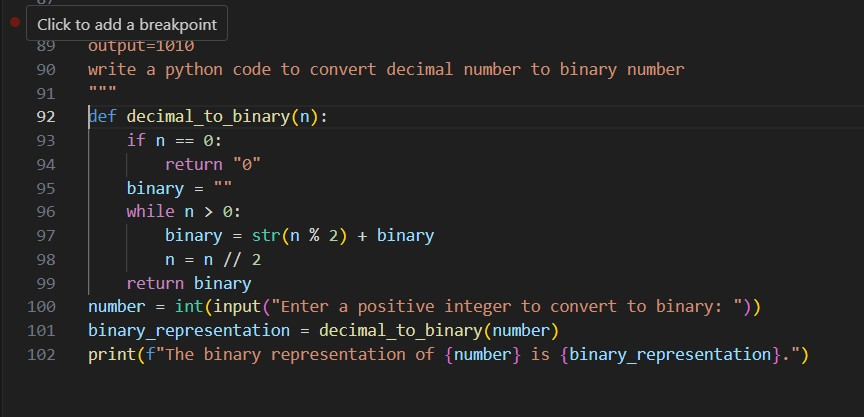 87
Click to add a breakpoint
89 output=1010
90 write a python code to convert decimal number to binary number
91 """
92 def decimal_to_binary(n):
93     if n == 0:
94         return "0"
95     binary = ""
96     while n > 0:
97         binary = str(n % 2) + binary
98         n = n // 2
99     return binary
100 number = int(input("Enter a positive integer to convert to binary: "))
101 binary_representation = decimal_to_binary(number)
102 print(f"The binary representation of {number} is {binary_representation}.")